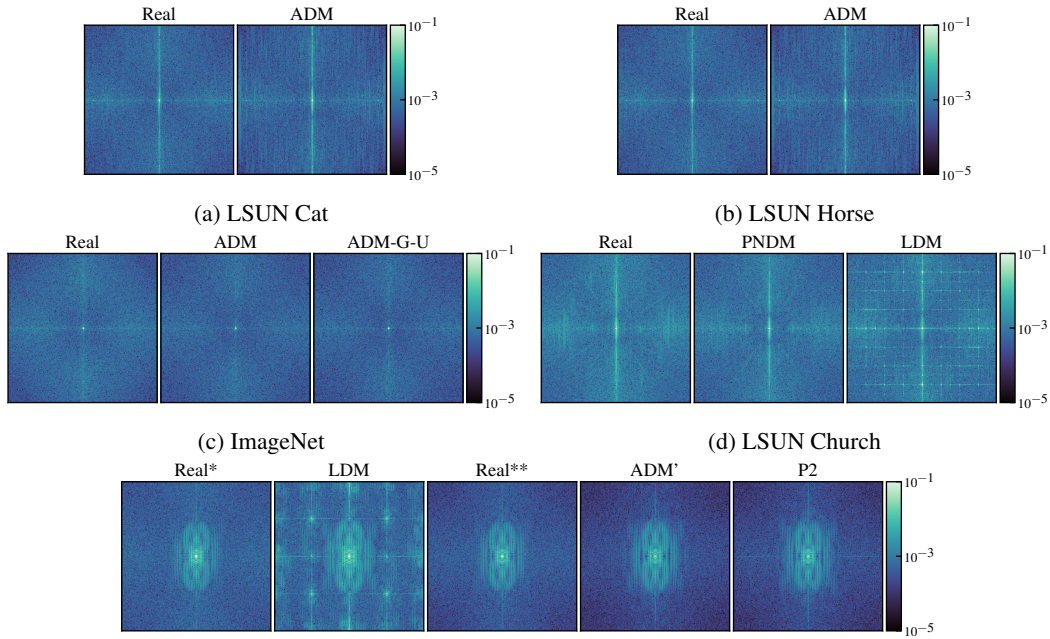 Real ADM 10⁻¹ 10⁻³ 10⁻⁵
Real ADM 10⁻¹ 10⁻³ 10⁻⁵
(a) LSUN Cat
(b) LSUN Horse
Real ADM ADM-G-U 10⁻¹ 10⁻³ 10⁻⁵
Real PNDM LDM 10⁻¹ 10⁻³ 10⁻⁵
(c) ImageNet
(d) LSUN Church
Real* LDM Real** ADM’ P2 10⁻¹ 10⁻³ 10⁻⁵